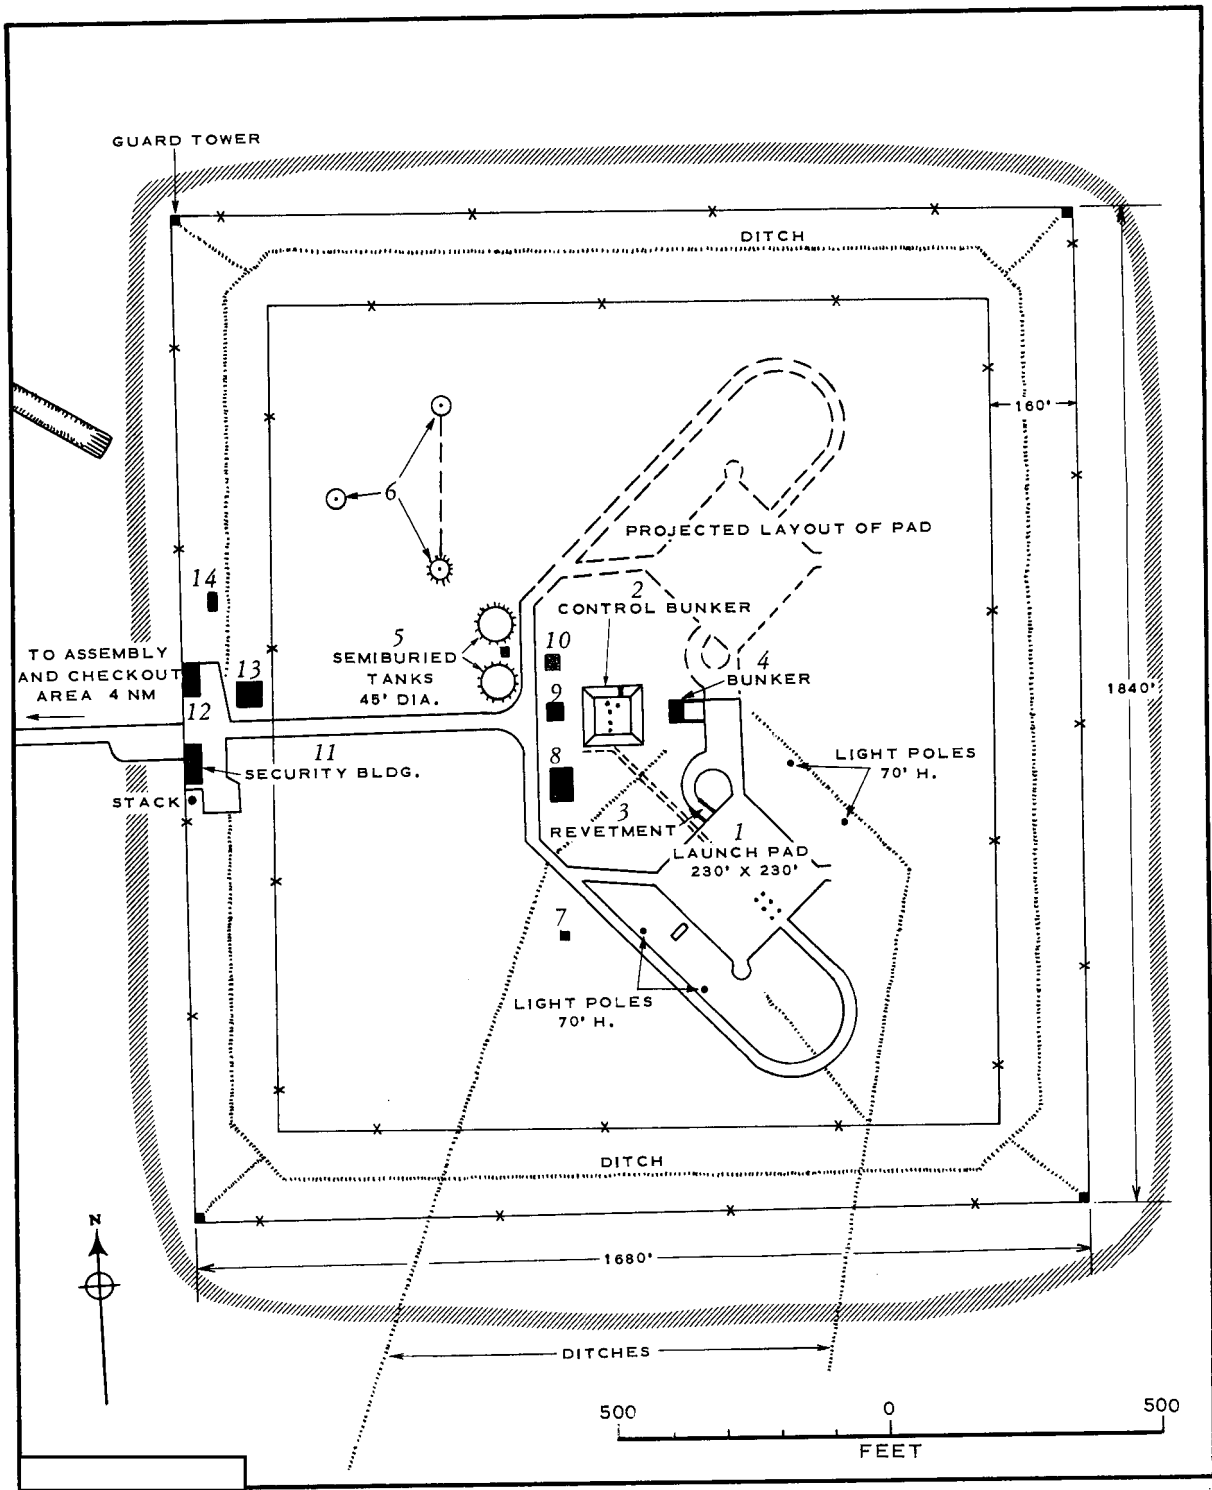 GUARD TOWER
DITCH
160'
6
PROJECTED LAYOUT OF PAD
14
2
CONTROL BUNKER
TO ASSEMBLY
AND CHECKOUT
AREA 4 NM
5
SEMIBURIED
TANKS
45' DIA.
10
13
4
BUNKER
1840'
9
12
11
SECURITY BLDG.
8
LIGHT POLES
70' H.
STACK
3
REVETMENT
1
LAUNCH PAD
230' X 230'
7
LIGHT POLES
70' H.
DITCH
N
1680'
DITCHES
500 0 500
FEET